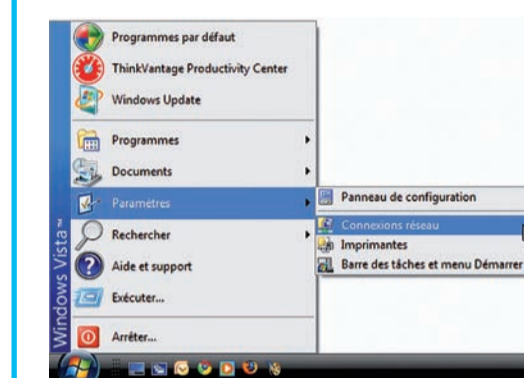 Programmes par défaut
ThinkVantage Productivity Center
Windows Update
Programmes
Documents
Paramètres
Rechercher
Aide et support
Exécuter...
Arrêter...
Windows Vista™
Panneau de configuration
Connexions réseau
Imprimantes
Barre des tâches et menu Démarrer